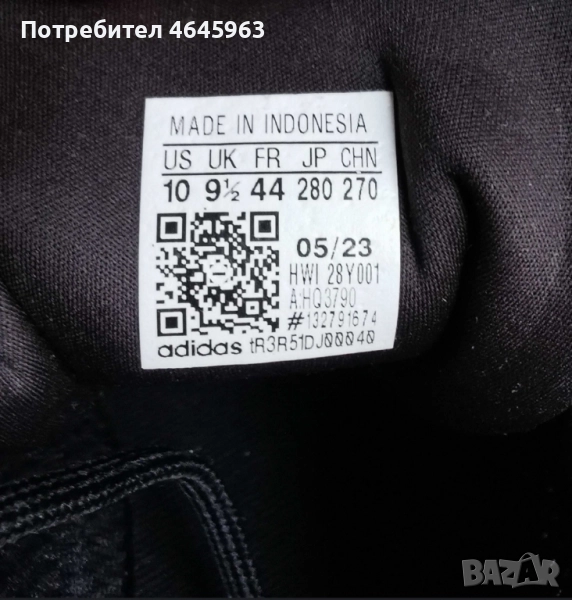 Потребител 4645963
MADE IN INDONESIA
US UK FR JP CHN
10 9½ 44 280 270
05/23
HWI 28Y001
A:HQ3790
#132791674
adidas tR3R51DJ00040
BAZAR